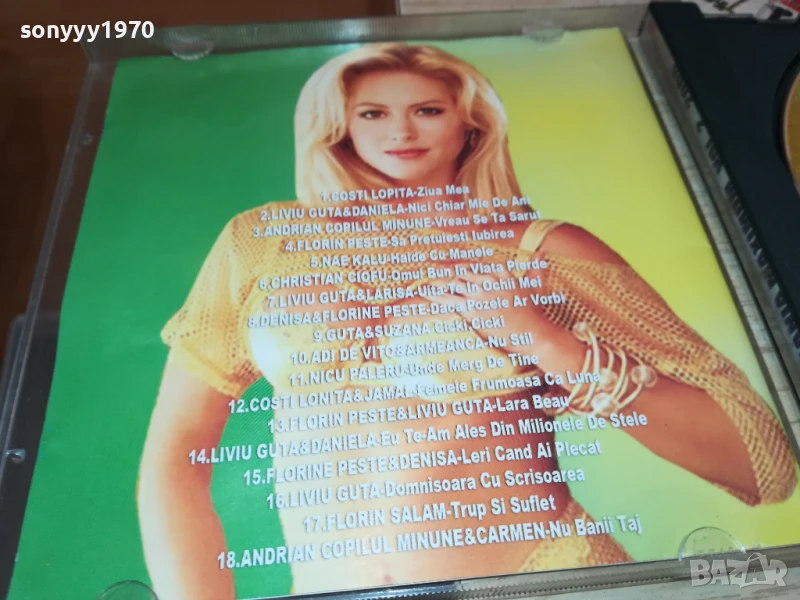 sonyyy1970
1.COSTI LOPITA-Ziua Mea
2.LIVIU GUTA&DANIELA-Nici Chiar Mie De Ani
3.ANDRIAN COPILUL MINUNE-Vreau Se Ta Sarut
4.FLORIN PESTE-Sa Pretuiesti Iubirea
5.NAE KALU-Haide Cu Manele
6.CHRISTIAN CIOFU-Omul Bun In Viata Pierde
7.LIVIU GUTA&LARISA-Uita-Te In Ochii Mei
8.DENISA&FLORINE PESTE-Daca Pozele Ar Vorbi
9.GUTA&SUZANA Cicki,Cicki
10.ADI DE VITO&ARMEANCA-Nu Stil
11.NICU PALERU-Unde Merg De Tine
12.COSTI LONITA&JAMAL-Femeie Frumoasa Ca Luna
13.FLORIN PESTE&LIVIU GUTA-Lara Beau
14.LIVIU GUTA&DANIELA-Eu Te-Am Ales Din Milionele De Stele
15.FLORINE PESTE&DENISA-Leri Cand Ai Plecat
16.LIVIU GUTA-Domnisoara Cu Scrisoarea
17.FLORIN SALAM-Trup Si Suflet
18.ANDRIAN COPILUL MINUNE&CARMEN-Nu Banii Taj
BAZAR